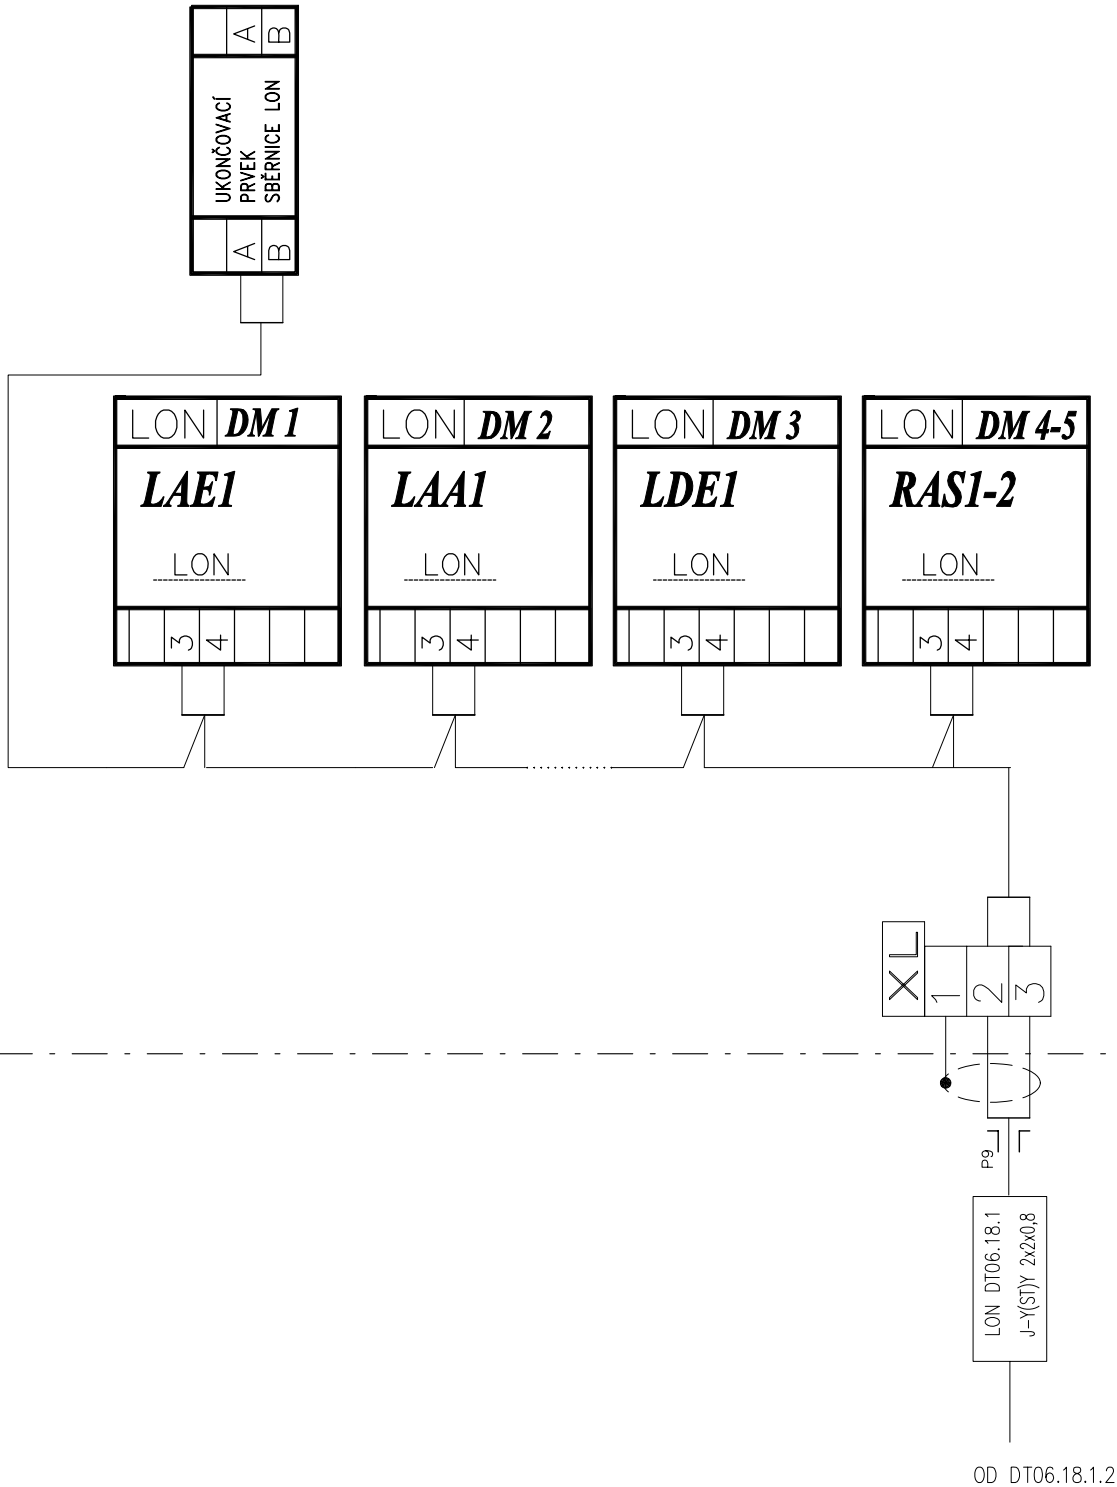 A
B
UKONČOVACÍ
PRVEK
SBĚRNICE LON
A
B
LON DM 1
LAE1
LON
3
4
LON DM 2
LAA1
LON
3
4
LON DM 3
LDE1
LON
3
4
LON DM 4-5
RAS1-2
LON
3
4
XL
1
2
3
P9
LON DT06.18.1
J-Y(ST)Y 2x2x0,8
OD DT06.18.1.2